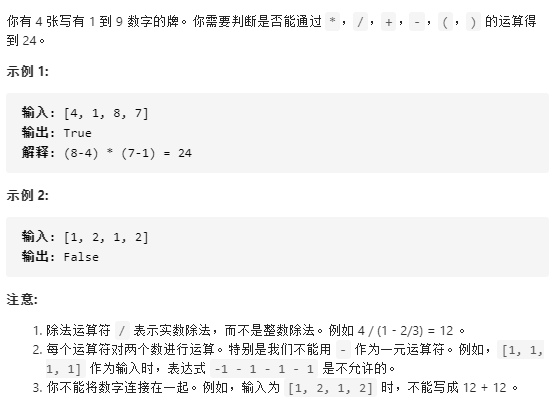 你有 4 张写有 1 到 9 数字的牌。你需要判断是否能通过 *，/，+，-，(，) 的运算得
到 24。
示例 1:
输入: [4, 1, 8, 7]
输出: True
解释: (8-4) * (7-1) = 24
示例 2:
输入: [1, 2, 1, 2]
输出: False
注意:
1. 除法运算符 / 表示实数除法，而不是整数除法。例如 4 / (1 - 2/3) = 12 。
2. 每个运算符对两个数进行运算。特别是我们不能用 - 作为一元运算符。例如，[1, 1,
1, 1] 作为输入时，表达式 -1 - 1 - 1 - 1 是不允许的。
3. 你不能将数字连接在一起。例如，输入为 [1, 2, 1, 2] 时，不能写成 12 + 12 。